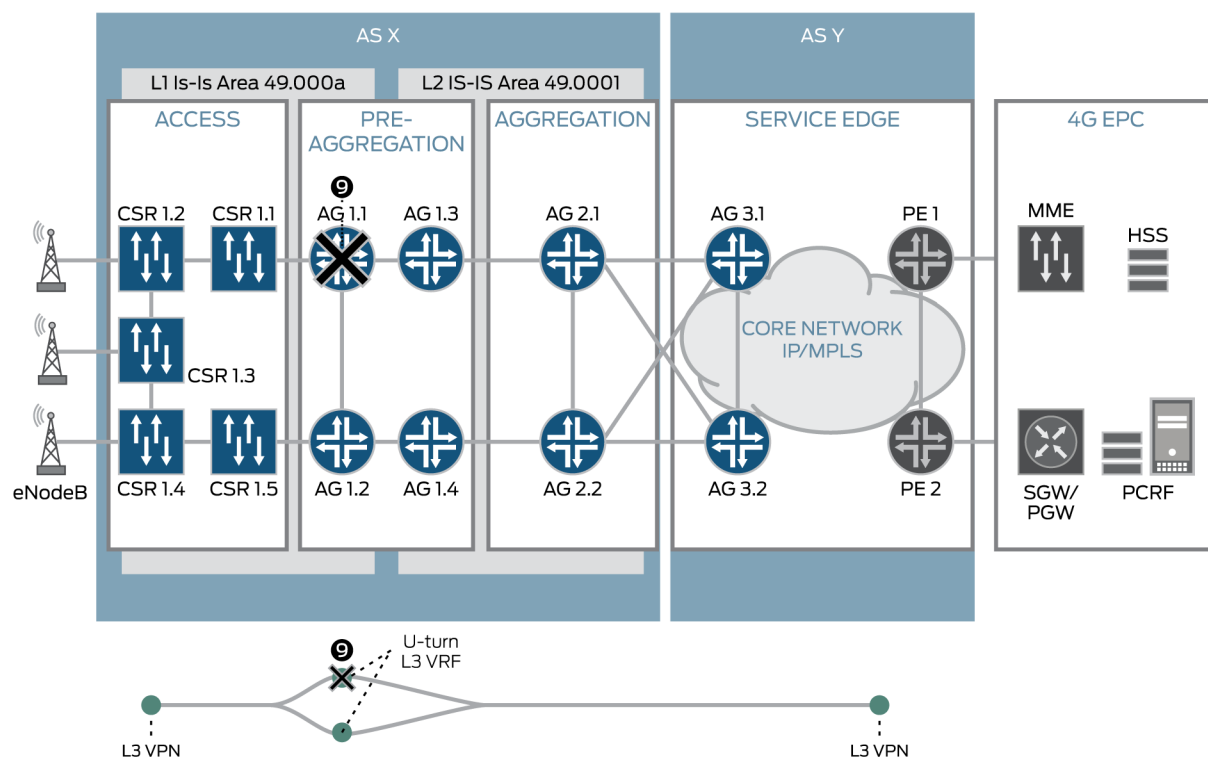 AS X
AS Y
L1 Is-Is Area 49.000a
L2 IS-IS Area 49.0001
ACCESS
PRE-
AGGREGATION
AGGREGATION
SERVICE EDGE
4G EPC
9
CSR 1.2
CSR 1.1
AG 1.1
AG 1.3
AG 2.1
AG 3.1
PE 1
MME
HSS
CORE NETWORK
IP/MPLS
CSR 1.3
eNodeB
CSR 1.4
CSR 1.5
AG 1.2
AG 1.4
AG 2.2
AG 3.2
PE 2
SGW/
PGW
PCRF
9
U-turn
L3 VRF
L3 VPN
L3 VPN